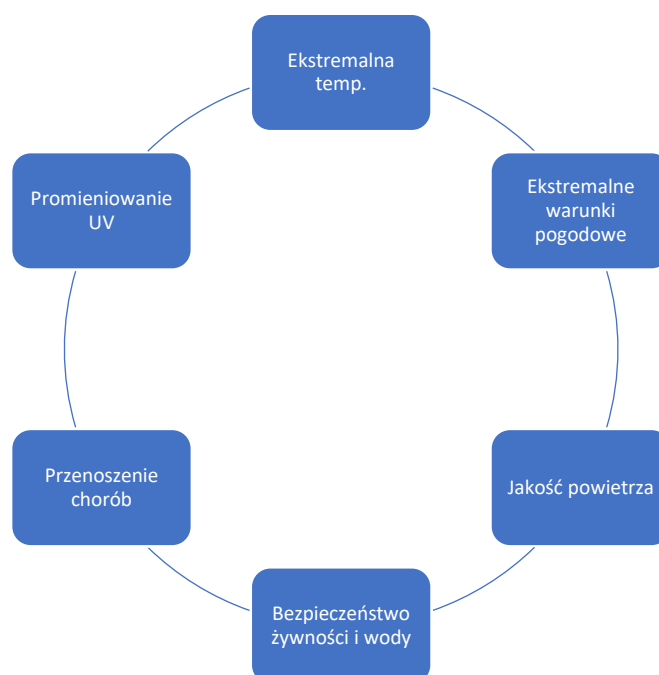 Ekstremalna
temp.
Ekstremalne
warunki
pogodowe
Jakość powietrza
Bezpieczeństwo
żywności i wody
Przenoszenie
chorób
Promieniowanie
UV